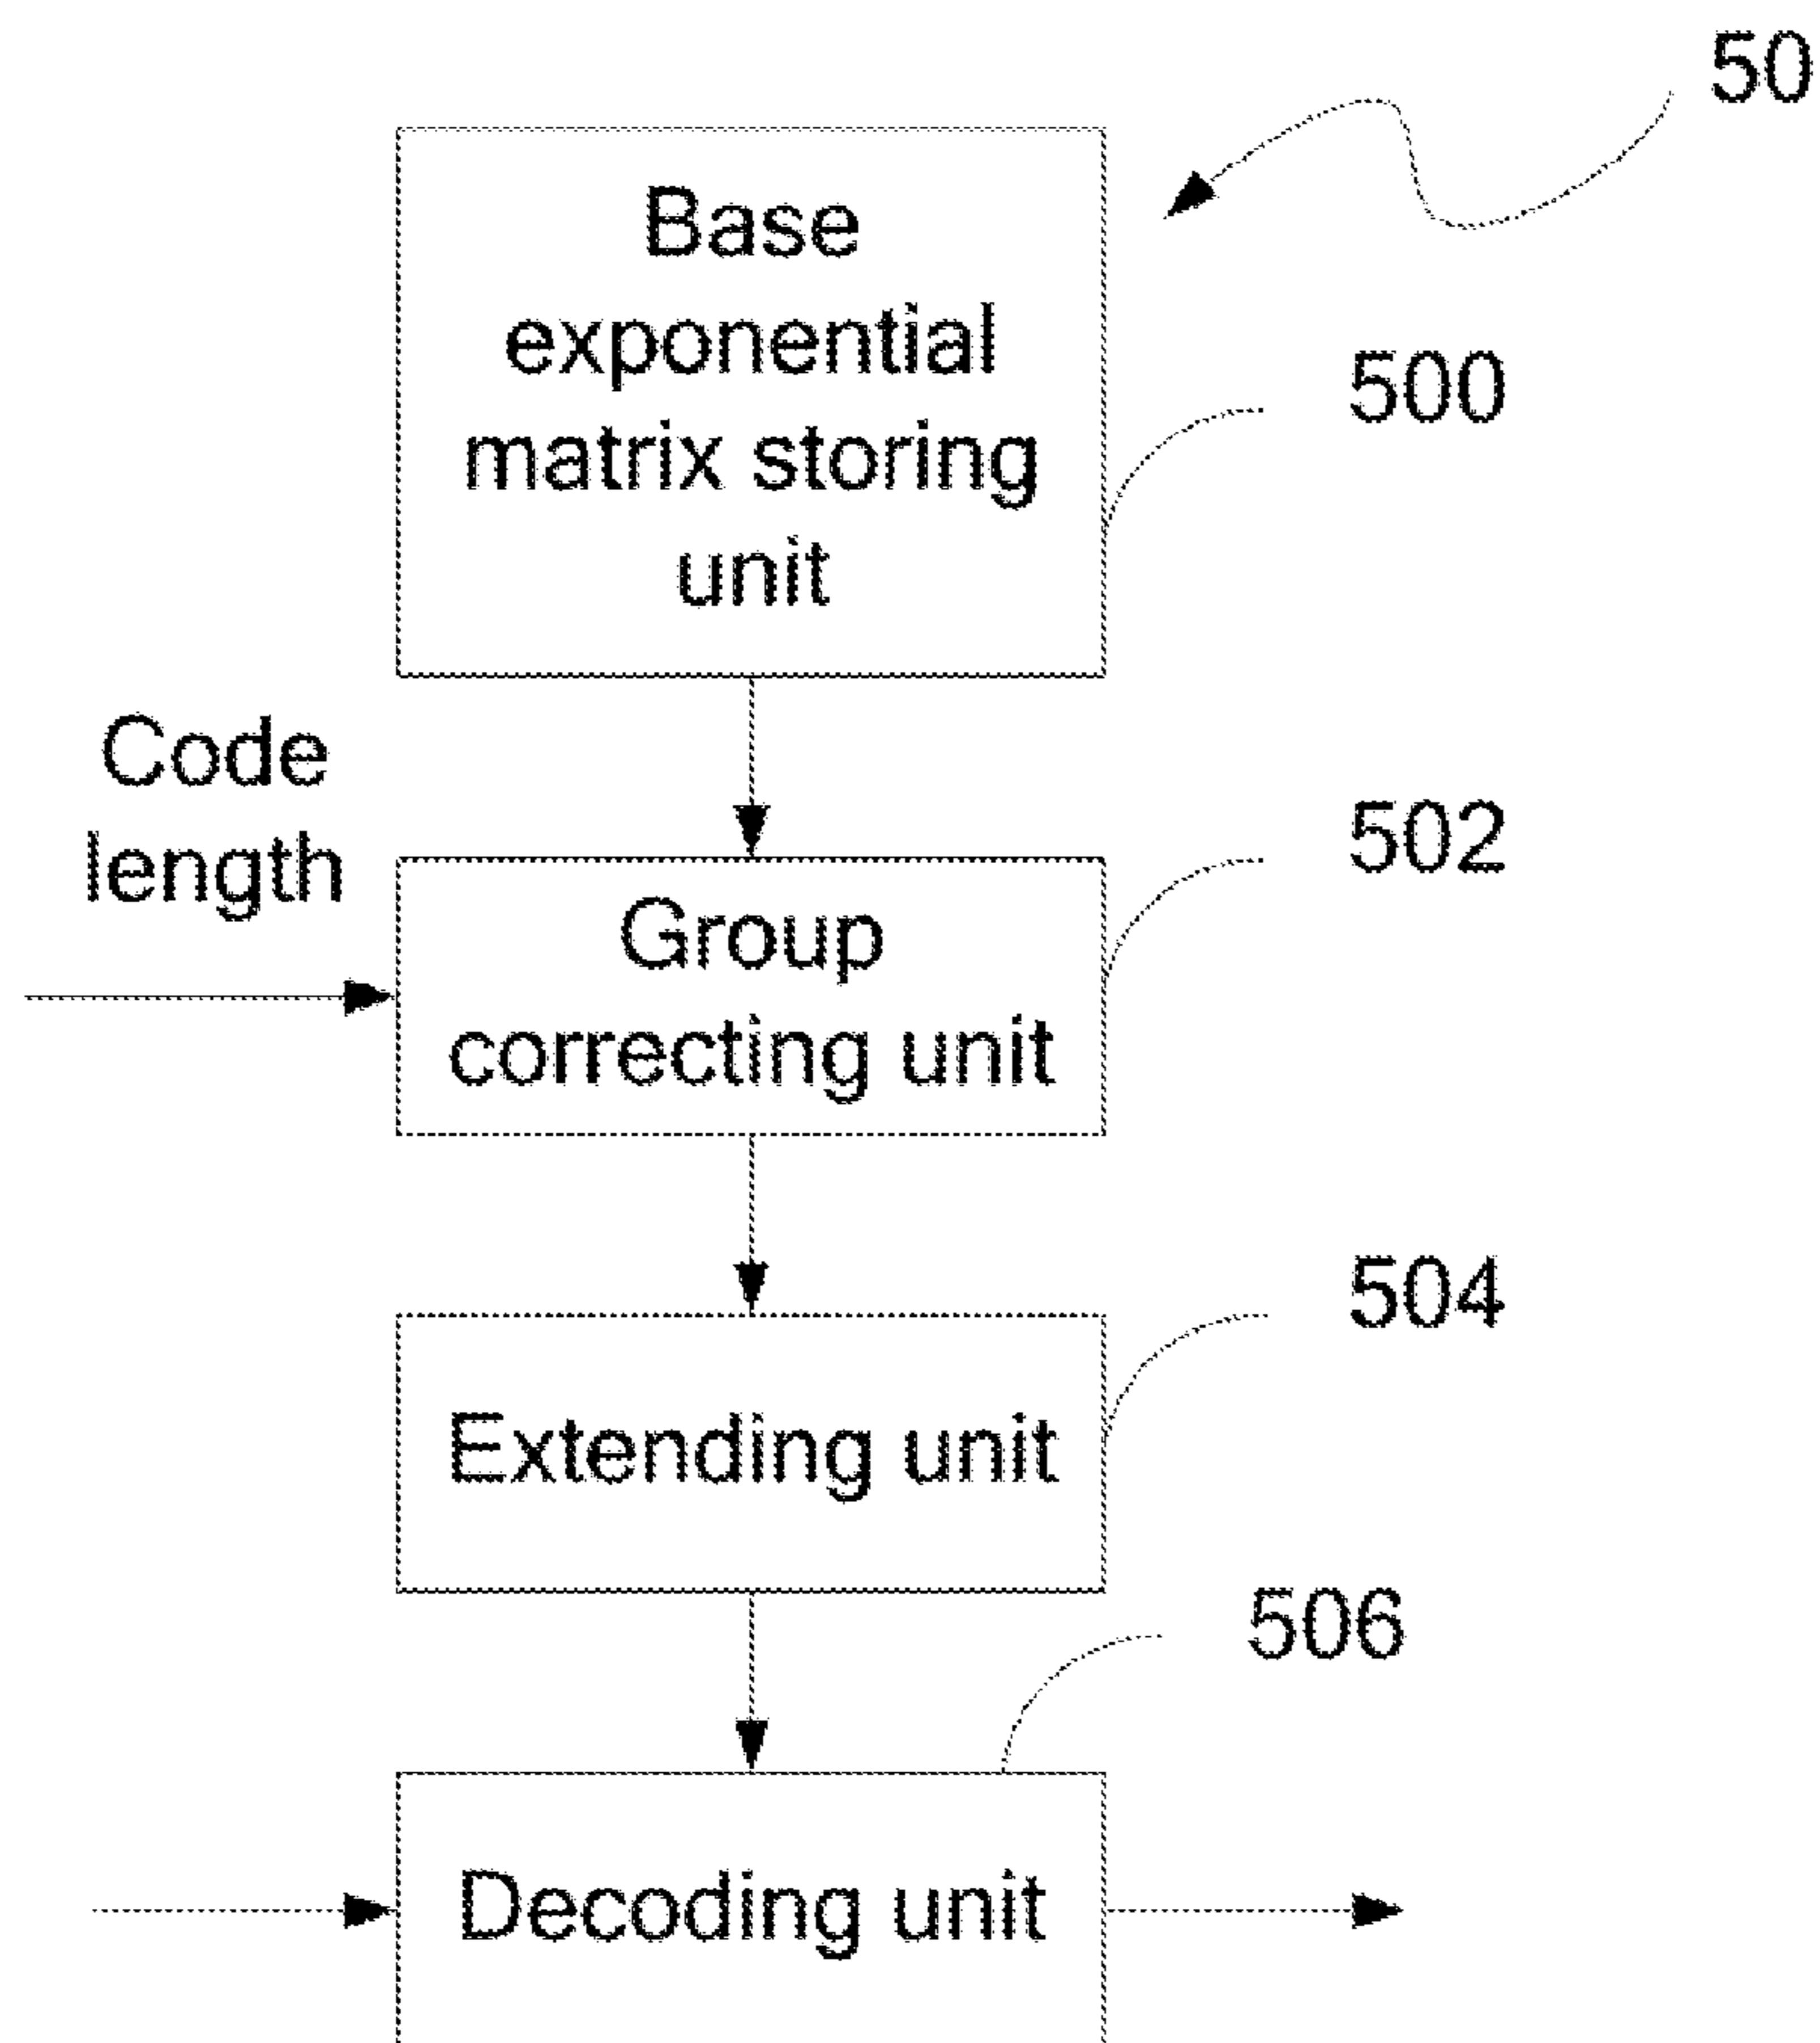 50
Base
exponential
matrix storing
unit
500
Code
length
502
Group
correcting unit
504
Extending unit
506
Decoding unit